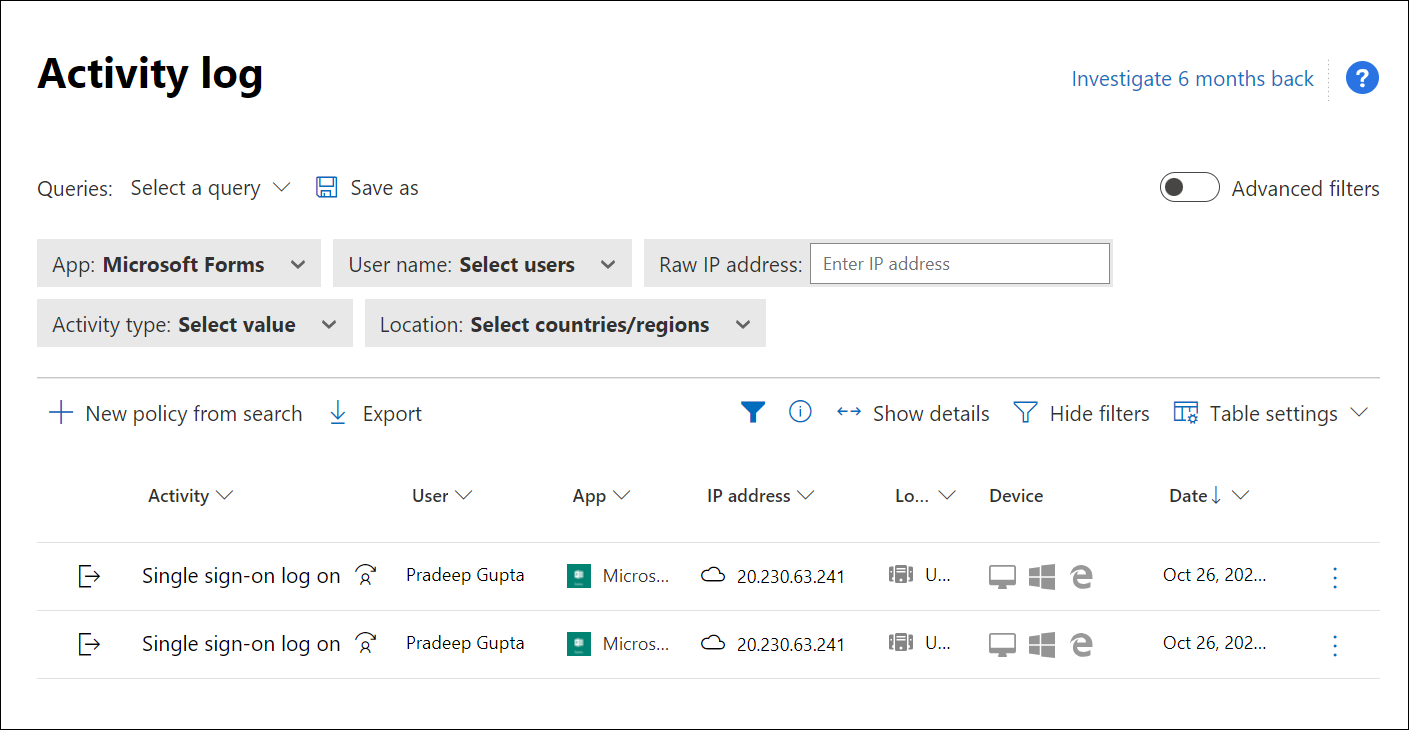 Activity log
Investigate 6 months back
?
Queries: Select a query Save as
Advanced filters
App: Microsoft Forms User name: Select users Raw IP address: Enter IP address
Activity type: Select value Location: Select countries/regions
New policy from search Export Show details Hide filters Table settings
Activity User App IP address Lo... Device Date
Single sign-on log on Pradeep Gupta Micros... 20.230.63.241 U... Oct 26, 202...
Single sign-on log on Pradeep Gupta Micros... 20.230.63.241 U... Oct 26, 202...